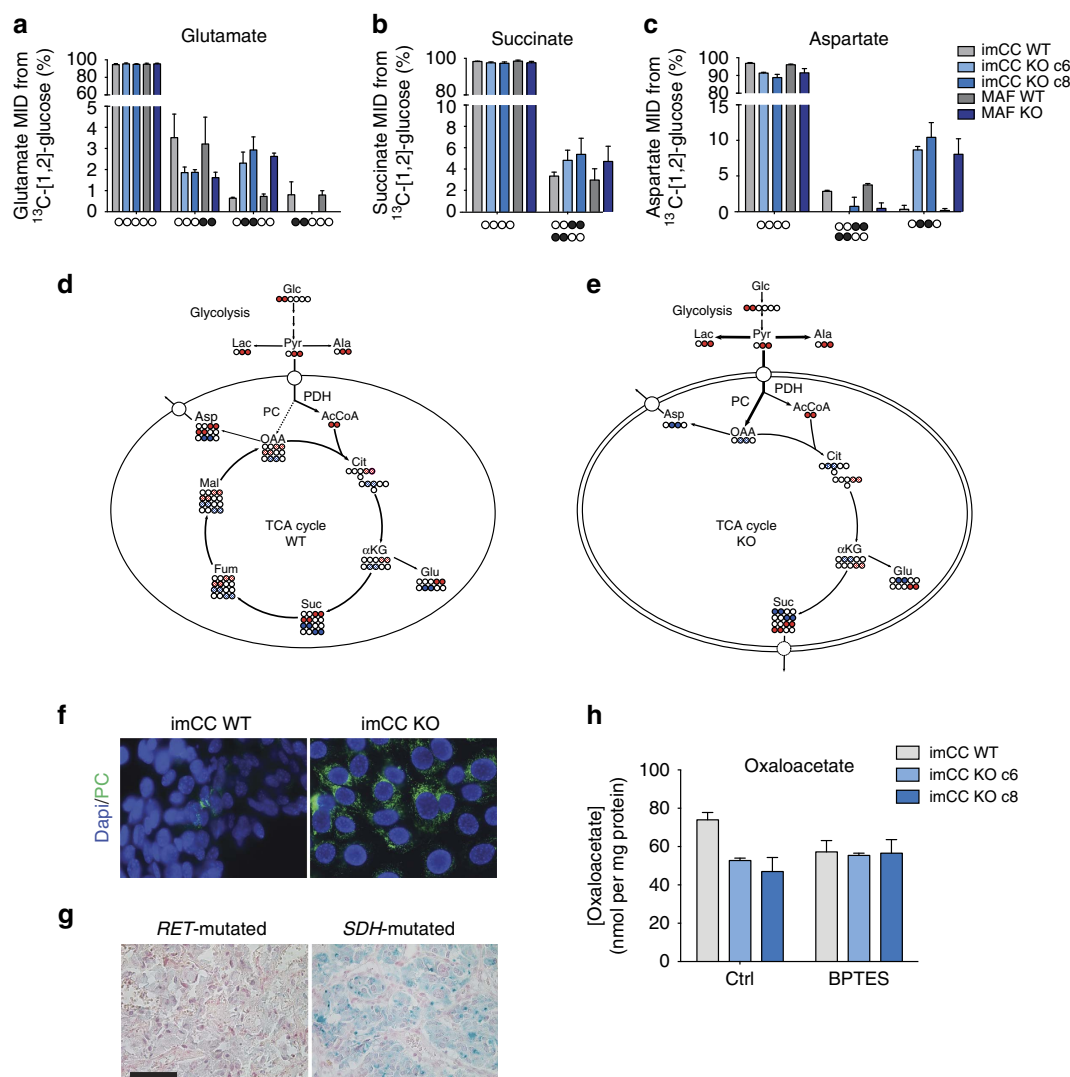 a
Glutamate
Glutamate MID from
13C-[1,2]-glucose (%)
100
80
60
5
4
3
2
1
0
b
Succinate
Succinate MID from
13C-[1,2]-glucose (%)
100
80
10
8
6
4
2
0
c
Aspartate
Aspartate MID from
13 C-[1,2]-glucose (%)
100
90
80
15
10
5
0
imCC WT
imCC KO c6
imCC KO c8
MAF WT
MAF KO
d
Glc
Glycolysis
Lac
Pyr
Ala
PDH
PC
Asp
AcCoA
OAA
Cit
Mal
TCA cycle
WT
αKG
Fum
Glu
Suc
e
Glc
Glycolysis
Lac
Pyr
Ala
PDH
PC
Asp
AcCoA
OAA
Cit
TCA cycle
KO
αKG
Glu
Suc
f
imCC WT
imCC KO
Dapi/PC
g
RET-mutated
SDH-mutated
h
Oxaloacetate
[Oxaloacetate]
(nmol per mg protein)
100
80
60
40
20
0
Ctrl
BPTES
imCC WT
imCC KO c6
imCC KO c8